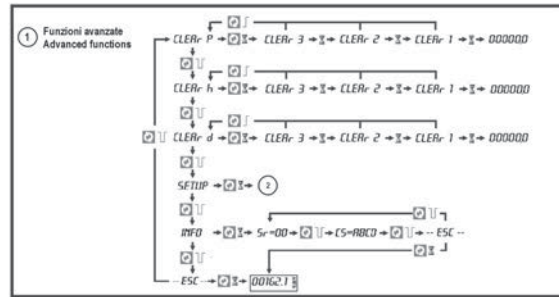 1 Funzioni avanzate
Advanced functions
CLEAr P CLEAr 3 CLEAr 2 CLEAr 1 000000
CLEAr h CLEAr 3 CLEAr 2 CLEAr 1 000000
CLEAr d CLEAr 3 CLEAr 2 CLEAr 1 000000
SETUP 2
INFO Sr=00 CS=ABCD -- ESC --
-- ESC -- 00162.1